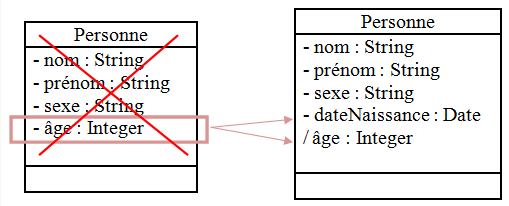 Personne
- nom : String
- prénom : String
- sexe : String
- âge : Integer
Personne
- nom : String
- prénom : String
- sexe : String
- dateNaissance : Date
/ âge : Integer